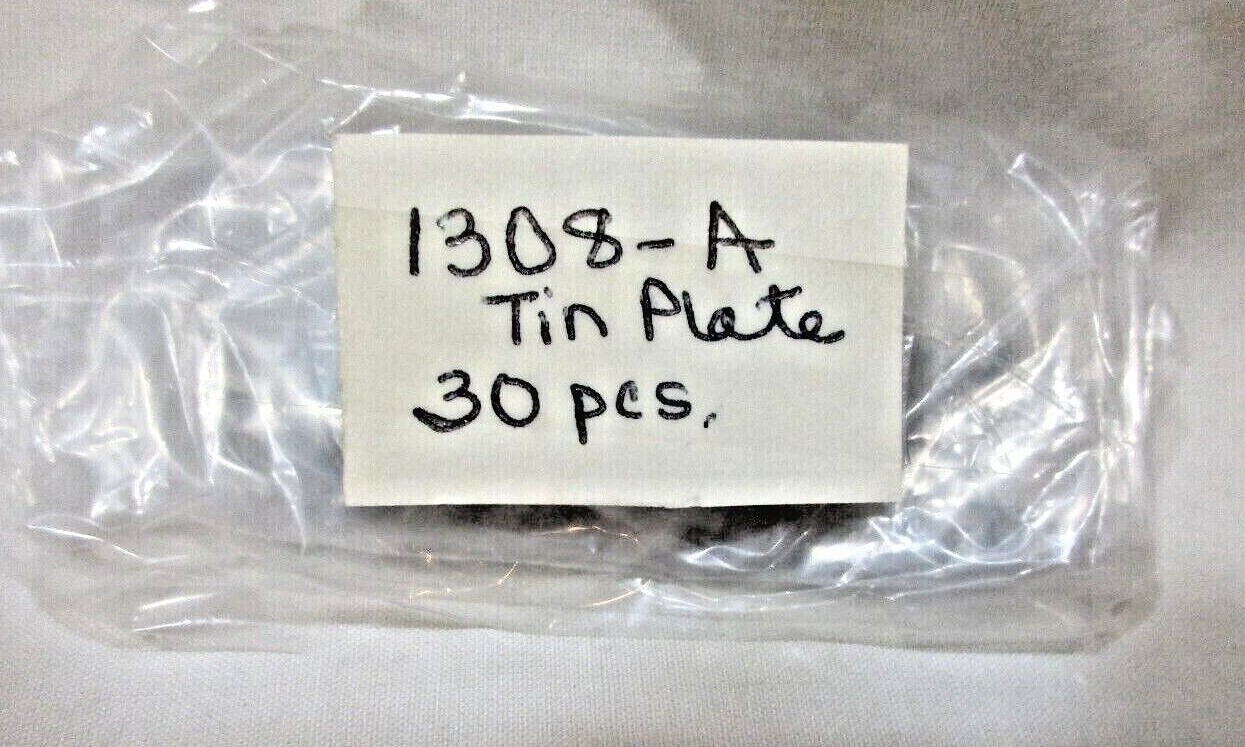 1308-A
Tin Plate
30 pcs.